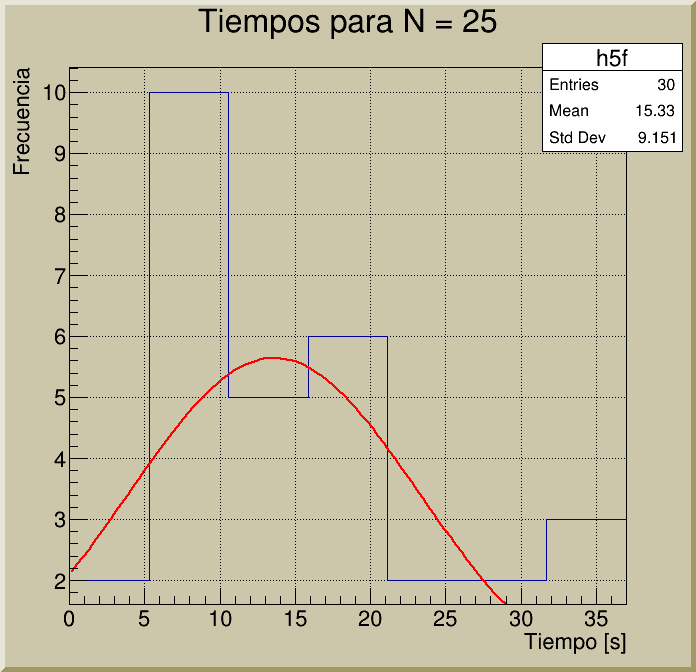 Tiempos para N = 25
h5f
Entries 30
Mean 15.33
Std Dev 9.151
Frecuencia
10
9
8
7
6
5
4
3
2
0 5 10 15 20 25 30 35
Tiempo [s]